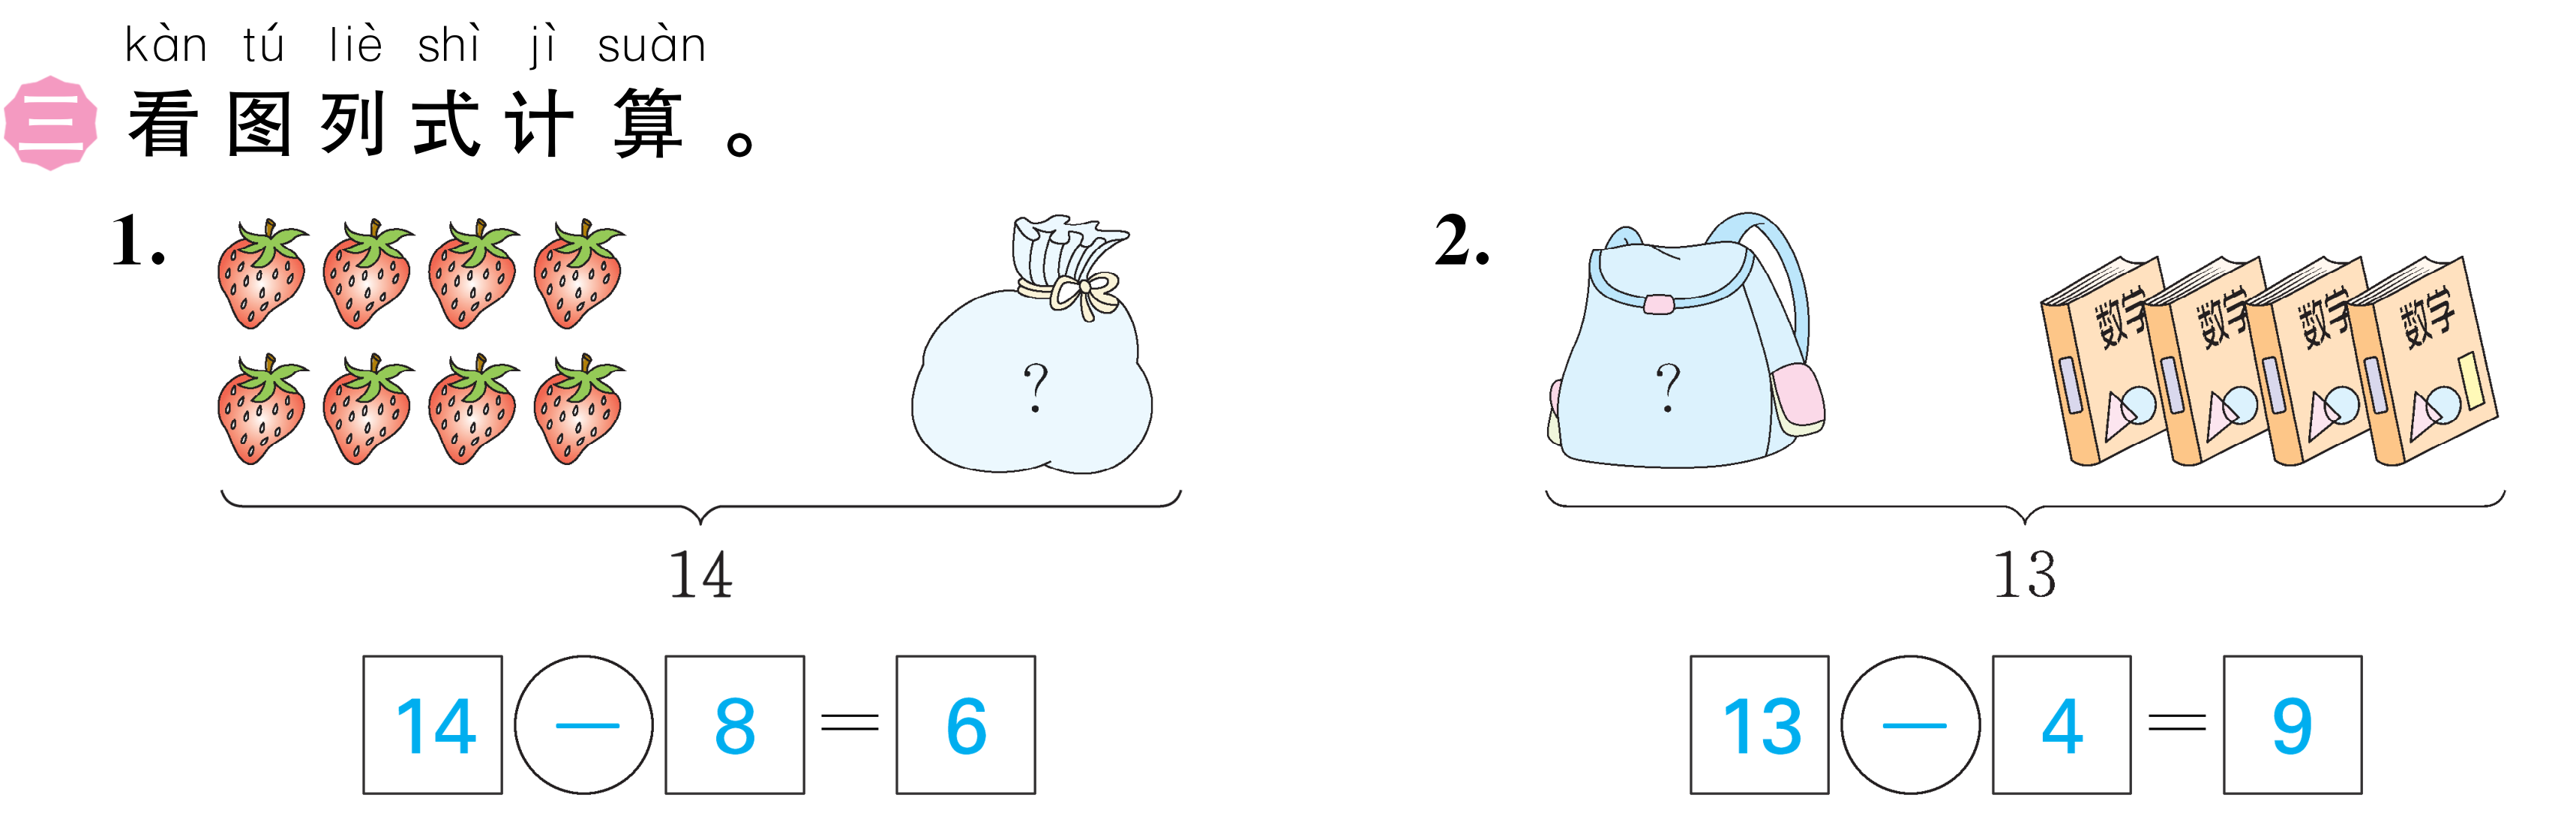 kàn tú liè shì jì suàn
三 看图列式计算。
1.
?
14
14 － 8 ＝ 6
2.
?
数学 数学 数学 数学
13
13 － 4 ＝ 9